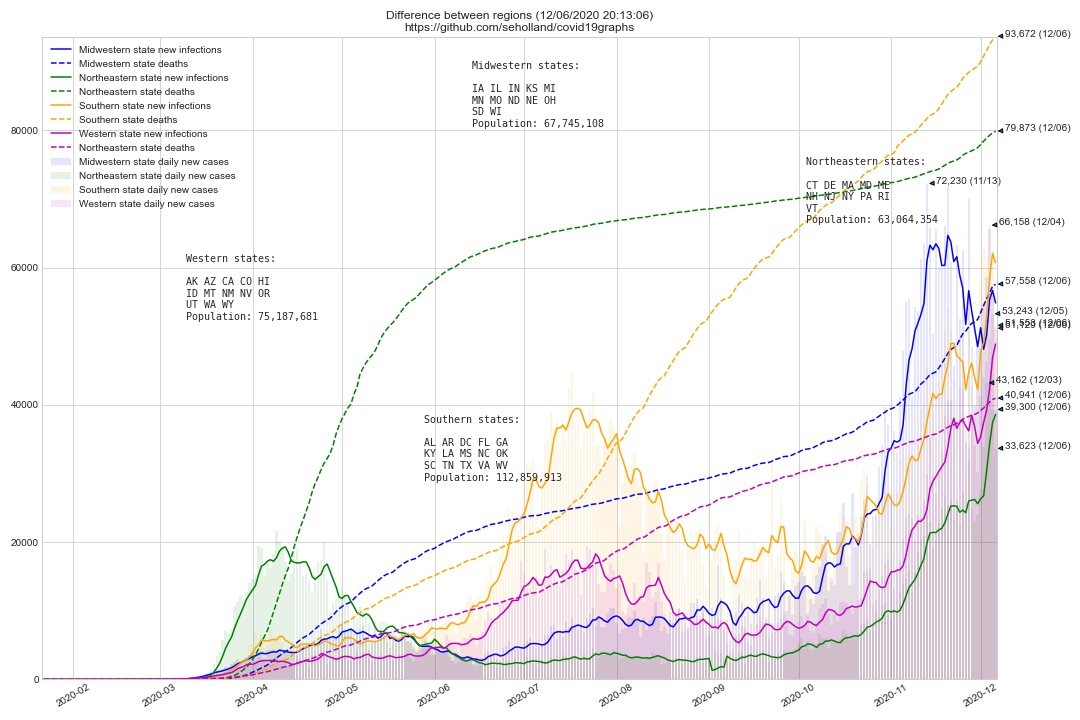 Difference between regions (12/06/2020 20:13:06)
https://github.com/seholland/covid19graphs
Midwestern state new infections
Midwestern state deaths
Northeastern state new infections
Northeastern state deaths
Southern state new infections
Southern state deaths
Western state new infections
Northeastern state deaths
Midwestern state daily new cases
Northeastern state daily new cases
Southern state daily new cases
Western state daily new cases
Midwestern states:
IA IL IN KS MI
MN MO ND NE OH
SD WI
Population: 67,745,108
Northeastern states:
CT DE MA MD ME
NH NJ NY PA RI
VT
Population: 63,064,354
Western states:
AK AZ CA CO HI
ID MT NM NV OR
UT WA WY
Population: 75,187,681
Southern states:
AL AR DC FL GA
KY LA MS NC OK
SC TN TX VA WV
Population: 112,859,913
93,672 (12/06)
79,873 (12/06)
72,230 (11/13)
66,158 (12/04)
57,558 (12/06)
53,243 (12/05)
(12/06)
43,162 (12/03)
40,941 (12/06)
39,300 (12/06)
33,623 (12/06)
80000
60000
40000
20000
0
2020-02
2020-03
2020-04
2020-05
2020-06
2020-07
2020-08
2020-09
2020-10
2020-11
2020-12